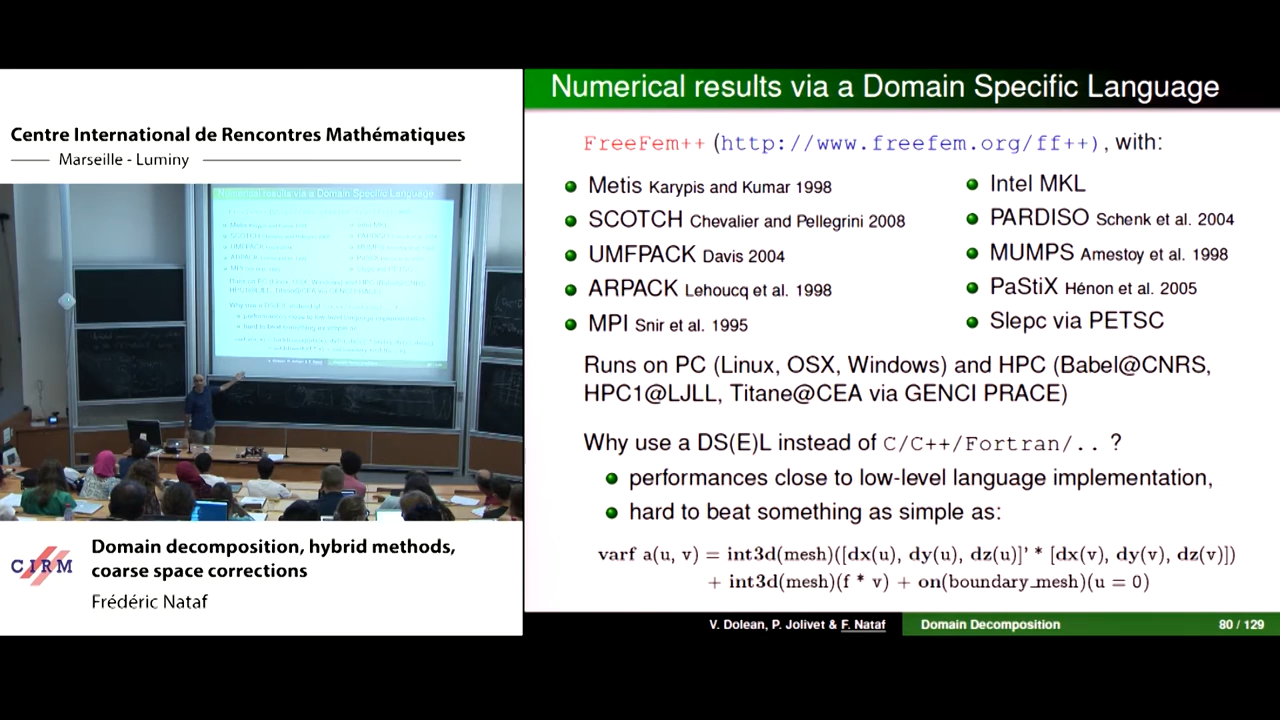 Centre International de Rencontres Mathématiques
Marseille - Luminy
Numerical results via a Domain Specific Language
CIRM
Domain decomposition, hybrid methods,
coarse space corrections
Frédéric Nataf
Numerical results via a Domain Specific Language
FreeFem++ (http://www.freefem.org/ff++), with:
Metis Karypis and Kumar 1998
SCOTCH Chevalier and Pellegrini 2008
UMFPACK Davis 2004
ARPACK Lehoucq et al. 1998
MPI Snir et al. 1995
Intel MKL
PARDISO Schenk et al. 2004
MUMPS Amestoy et al. 1998
PaStiX Hénon et al. 2005
Slepc via PETSC
Runs on PC (Linux, OSX, Windows) and HPC (Babel@CNRS,
HPC1@LJLL, Titane@CEA via GENCI PRACE)
Why use a DS(E)L instead of C/C++/Fortran/.. ?
performances close to low-level language implementation,
hard to beat something as simple as:
varf a(u, v) = int3d(mesh)([dx(u), dy(u), dz(u)]' * [dx(v), dy(v), dz(v)])
+ int3d(mesh)(f * v) + on(boundary_mesh)(u = 0)
V. Dolean, P. Jolivet & F. Nataf
Domain Decomposition
80 / 129